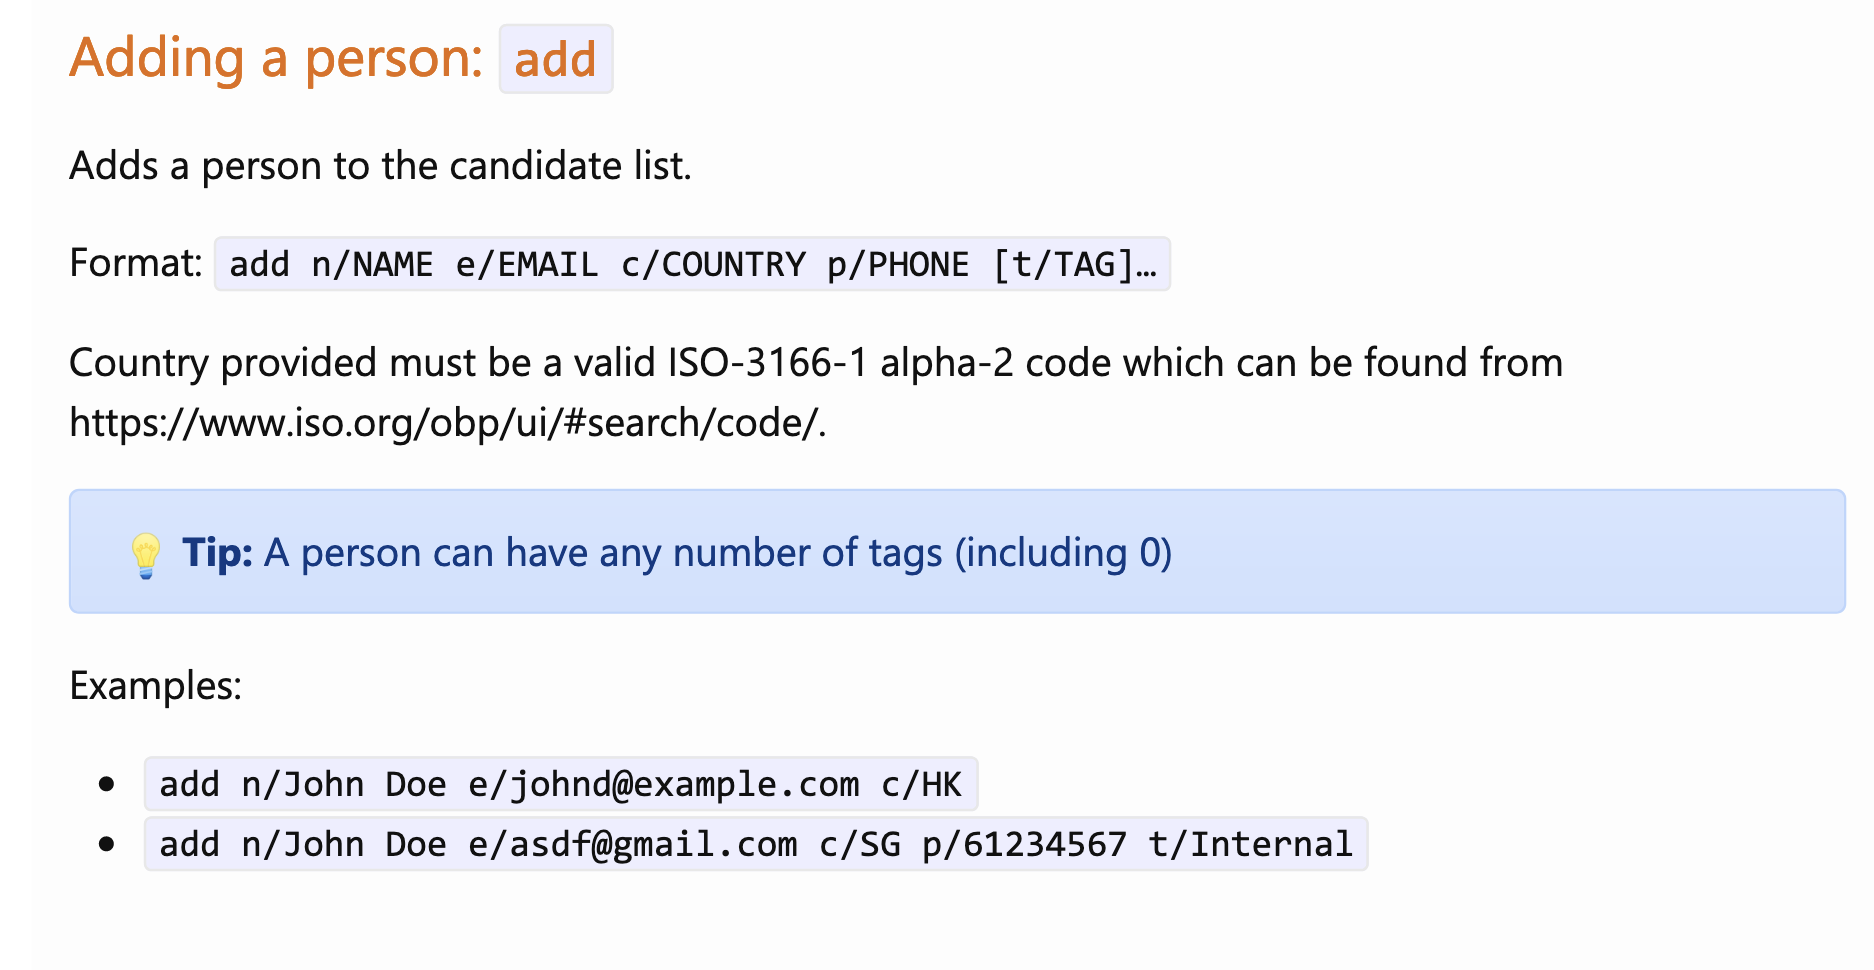 Adding a person: add
Adds a person to the candidate list.
Format: add n/NAME e/EMAIL c/COUNTRY p/PHONE [t/TAG]…
Country provided must be a valid ISO-3166-1 alpha-2 code which can be found from
https://www.iso.org/obp/ui/#search/code/.
Tip: A person can have any number of tags (including 0)
Examples:
add n/John Doe e/johnd@example.com c/HK
add n/John Doe e/asdf@gmail.com c/SG p/61234567 t/Internal